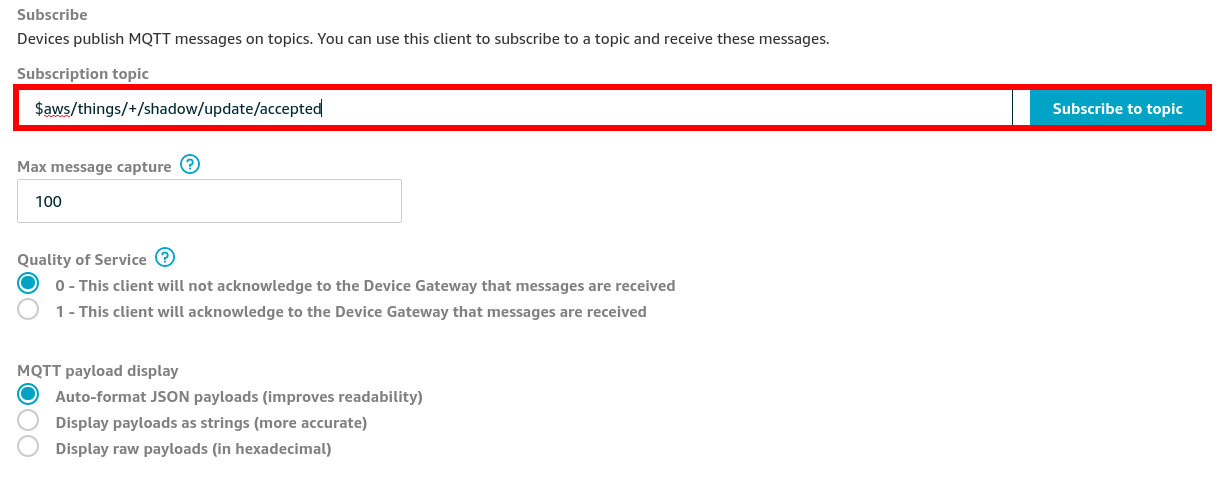 Subscribe
Devices publish MQTT messages on topics. You can use this client to subscribe to a topic and receive these messages.
Subscription topic
$aws/things/+/shadow/update/accepted
Subscribe to topic
Max message capture ?
100
Quality of Service ?
0 - This client will not acknowledge to the Device Gateway that messages are received
1 - This client will acknowledge to the Device Gateway that messages are received
MQTT payload display
Auto-format JSON payloads (improves readability)
Display payloads as strings (more accurate)
Display raw payloads (in hexadecimal)